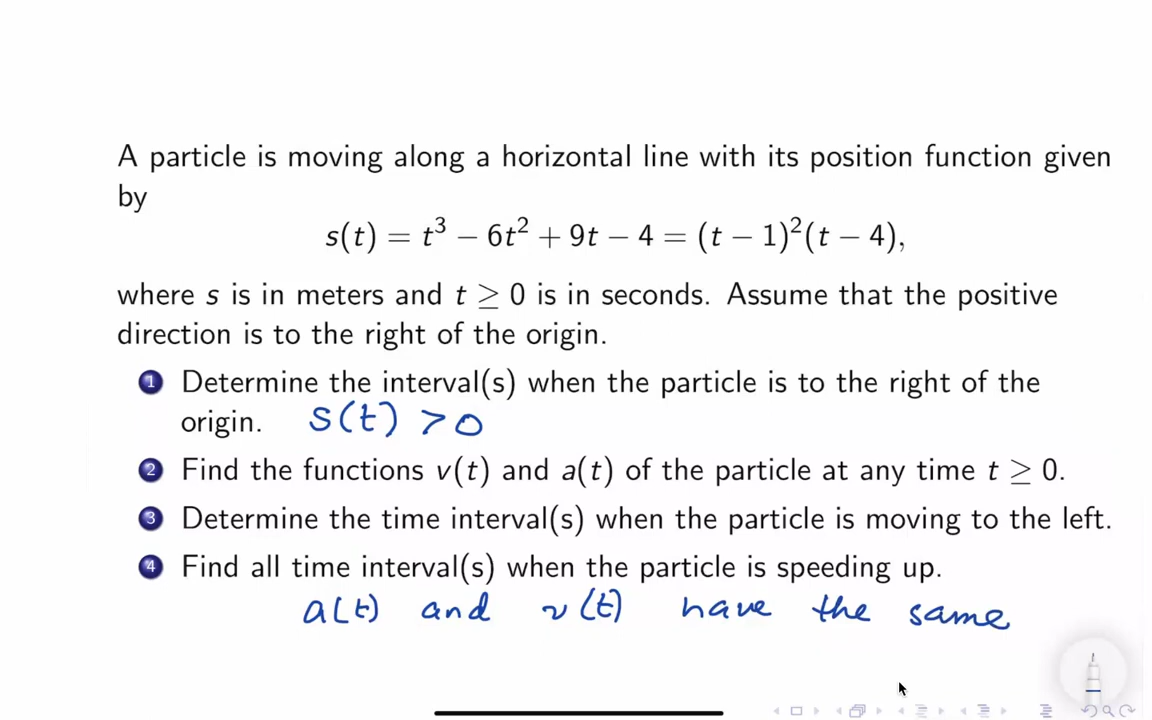 A particle is moving along a horizontal line with its position function given
by
s(t) = t³ − 6t² + 9t − 4 = (t − 1)²(t − 4),
where s is in meters and t ≥ 0 is in seconds. Assume that the positive
direction is to the right of the origin.
1 Determine the interval(s) when the particle is to the right of the
origin. s(t) > 0
2 Find the functions v(t) and a(t) of the particle at any time t ≥ 0.
3 Determine the time interval(s) when the particle is moving to the left.
4 Find all time interval(s) when the particle is speeding up.
a(t) and v(t) have the same